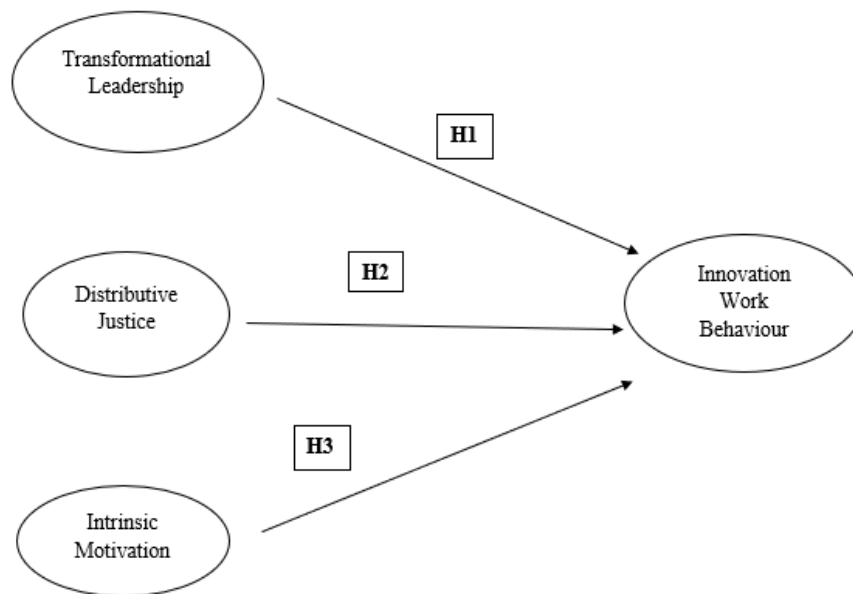 Transformational
Leadership
H1
H2
Distributive
Justice
Innovation
Work
Behaviour
H3
Intrinsic
Motivation